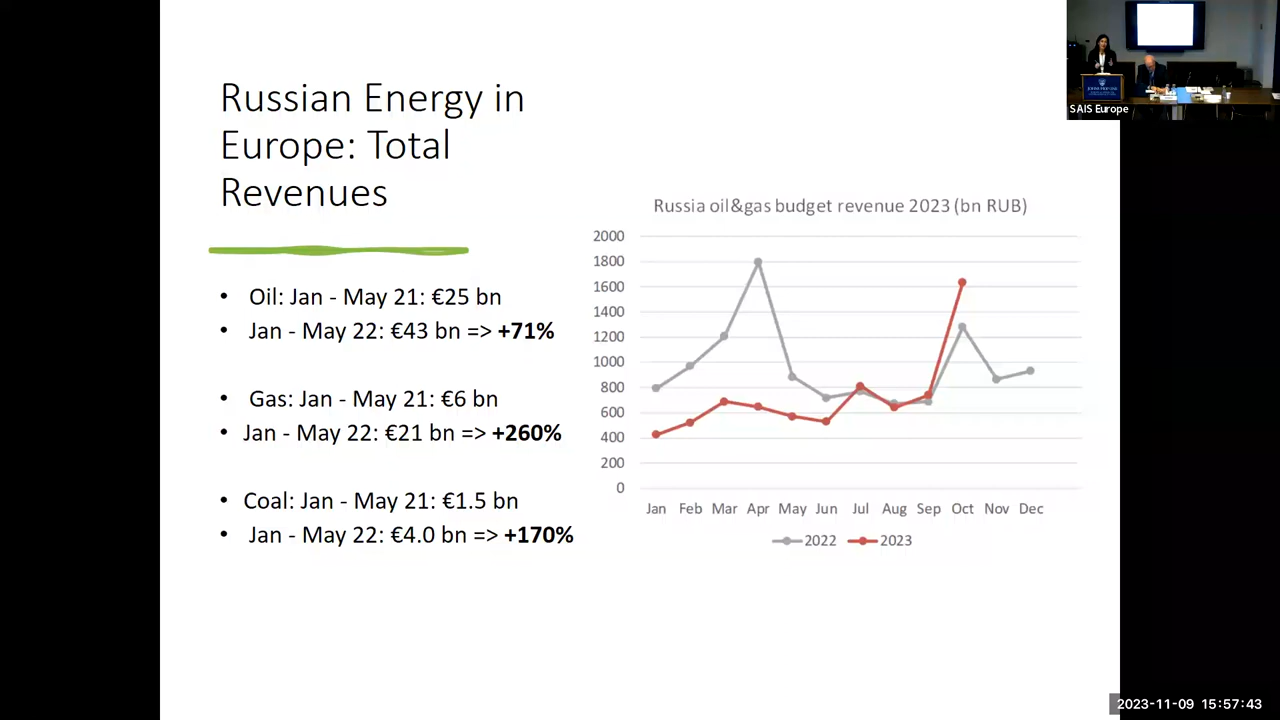 Russian Energy in
Europe: Total
Revenues
• Oil: Jan - May 21: €25 bn
• Jan - May 22: €43 bn => +71%
• Gas: Jan - May 21: €6 bn
• Jan - May 22: €21 bn => +260%
• Coal: Jan - May 21: €1.5 bn
• Jan - May 22: €4.0 bn => +170%
Russia oil&gas budget revenue 2023 (bn RUB)
2000
1800
1600
1400
1200
1000
800
600
400
200
0
Jan Feb Mar Apr May Jun Jul Aug Sep Oct Nov Dec
2022 2023
SAIS Europe
2023-11-09 15:57:43